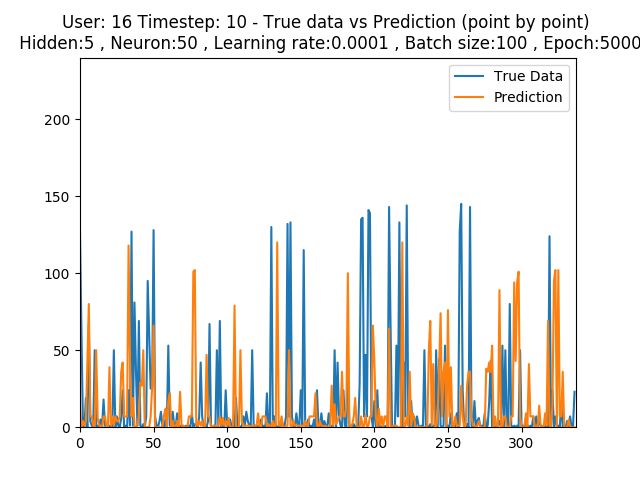 User: 16 Timestep: 10 - True data vs Prediction (point by point)
Hidden:5 , Neuron:50 , Learning rate:0.0001 , Batch size:100 , Epoch:5000
True Data
Prediction
200
150
100
50
0
0 50 100 150 200 250 300